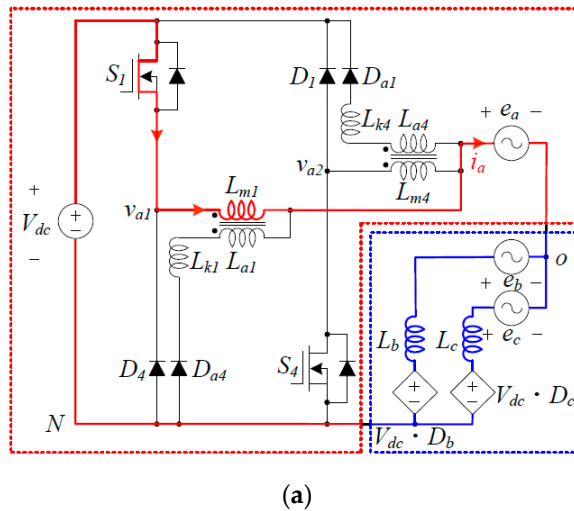 S1
D1 Da1
Lk4 La4
+ ea −
ia
va2
Lm4
+
Vdc
−
va1
Lm1
Lk1 La1
o
+ eb −
Lb Lc + ec −
D4 Da4
S4
+ − + −
Vdc · Dc
N
Vdc · Db
(a)